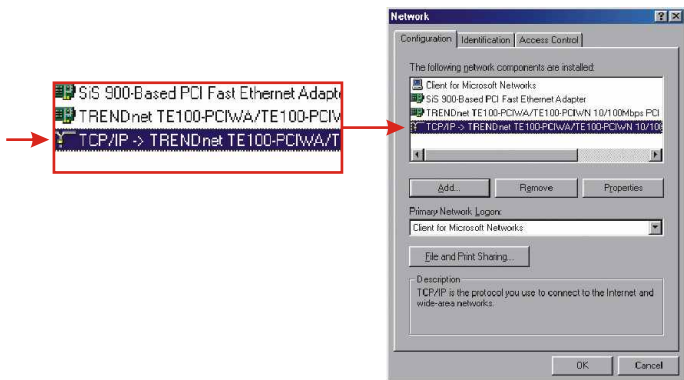 SiS 900-Based PCI Fast Ethernet Adapt
TRENDnet TE100-PCIWA/TE100-PCIV
TCP/IP -> TRENDnet TE100-PCIWA/T
Network
Configuration
Identification
Access Control
The following network components are installed:
Client for Microsoft Networks
SiS 900-Based PCI Fast Ethernet Adapter
TRENDnet TE100-PCIWA/TE100-PCIWN 10/100Mbps PCI
TCP/IP -> TRENDnet TE100-PCIWA/TE100-PCIWN 10/10
Add...
Remove
Properties
Primary Network Logon:
Client for Microsoft Networks
File and Print Sharing...
Description
TCP/IP is the protocol you use to connect to the Internet and
wide-area networks.
OK
Cancel